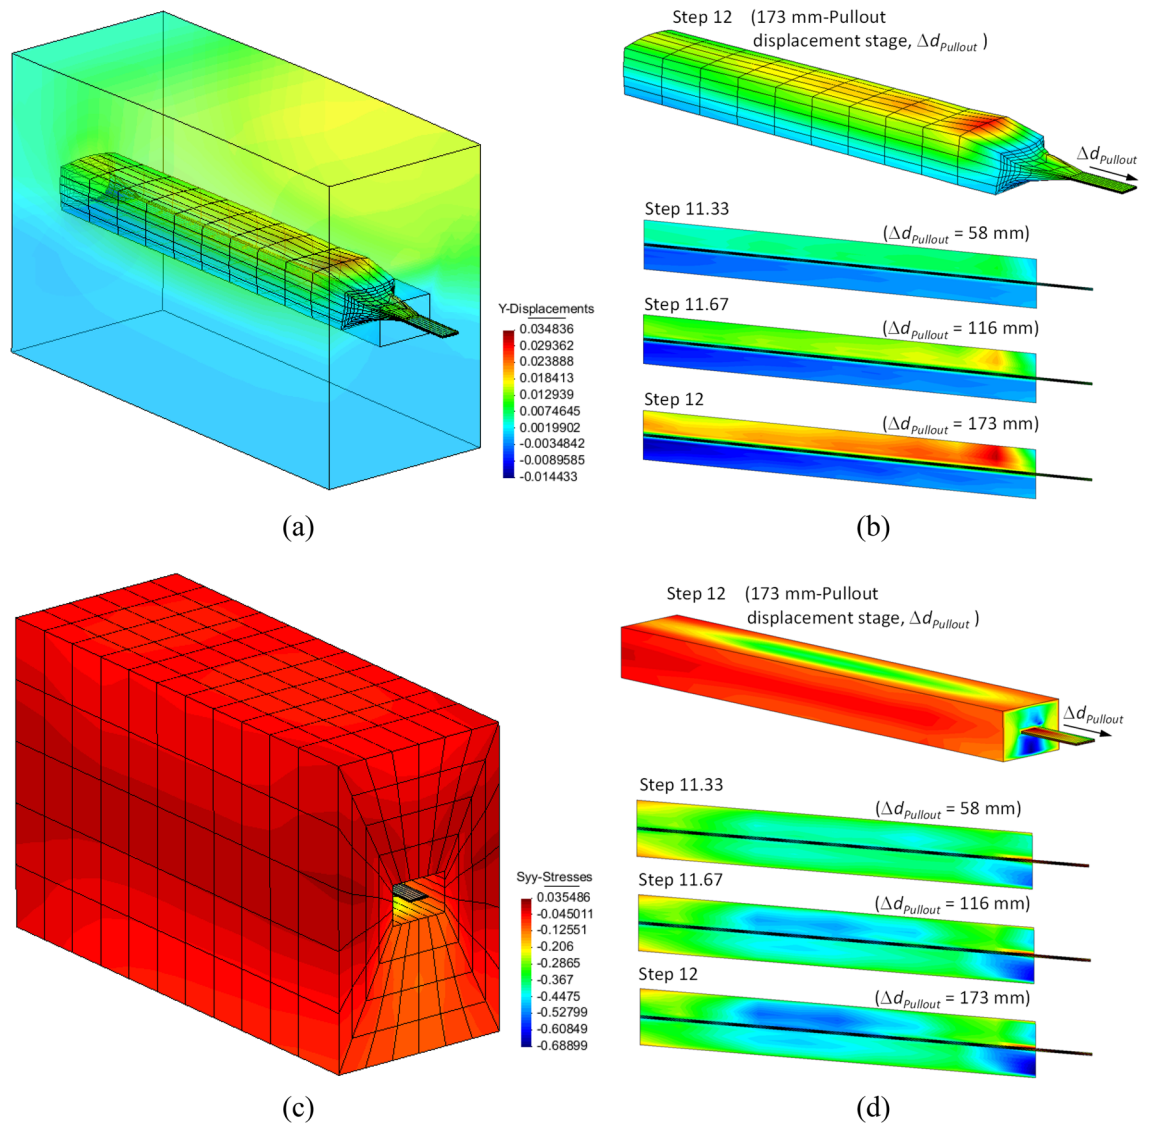 Step 12 (173 mm-Pullout
displacement stage, Δd_Pullout )
Δd_Pullout
Step 11.33
(Δd_Pullout = 58 mm)
Step 11.67
(Δd_Pullout = 116 mm)
Step 12
(Δd_Pullout = 173 mm)
Y-Displacements
0.034836
0.029362
0.023888
0.018413
0.012939
0.0074645
0.0019902
-0.0034842
-0.0089585
-0.014433
(a)
(b)
Step 12 (173 mm-Pullout
displacement stage, Δd_Pullout )
Δd_Pullout
Step 11.33
(Δd_Pullout = 58 mm)
Step 11.67
(Δd_Pullout = 116 mm)
Step 12
(Δd_Pullout = 173 mm)
Syy-Stresses
0.035486
-0.045011
-0.12551
-0.206
-0.2865
-0.367
-0.4475
-0.52799
-0.60849
-0.68899
(c)
(d)